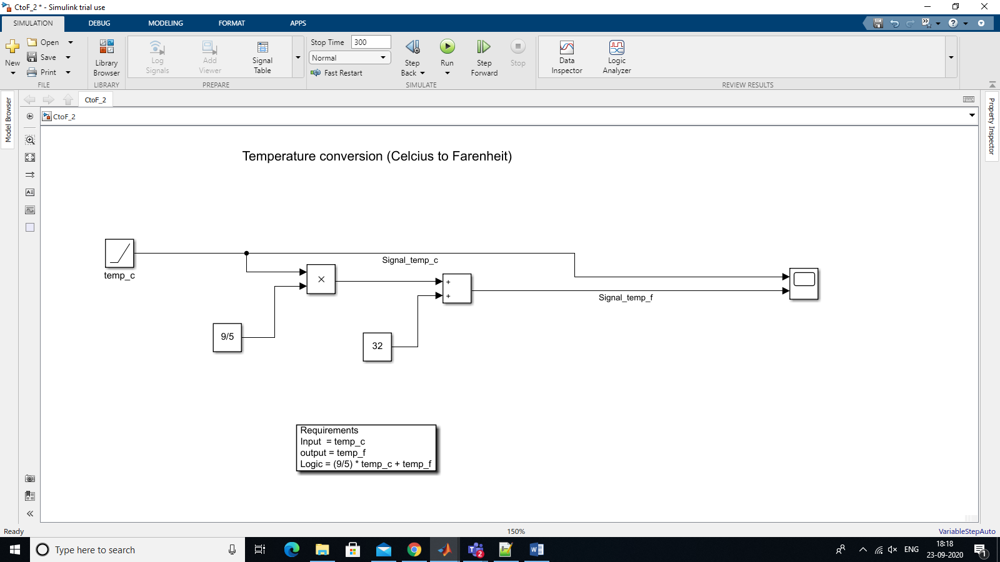 CtoF_2 * - Simulink trial use
SIMULATION DEBUG MODELING FORMAT APPS
New
Open
Save
Print
FILE
Library
Browser
LIBRARY
Log
Signals
Add
Viewer
Signal
Table
PREPARE
Stop Time 300
Normal
Fast Restart
Step
Back
Run
Step
Forward
Stop
SIMULATE
Data
Inspector
Logic
Analyzer
REVIEW RESULTS
Model Browser
CtoF_2
CtoF_2
Property Inspector
Temperature conversion (Celcius to Farenheit)
temp_c
Signal_temp_c
×
+
+
Signal_temp_f
9/5
32
Requirements
Input = temp_c
output = temp_f
Logic = (9/5) * temp_c + temp_f
Ready 150% VariableStepAuto
Type here to search
2
ENG
18:18
23-09-2020
1